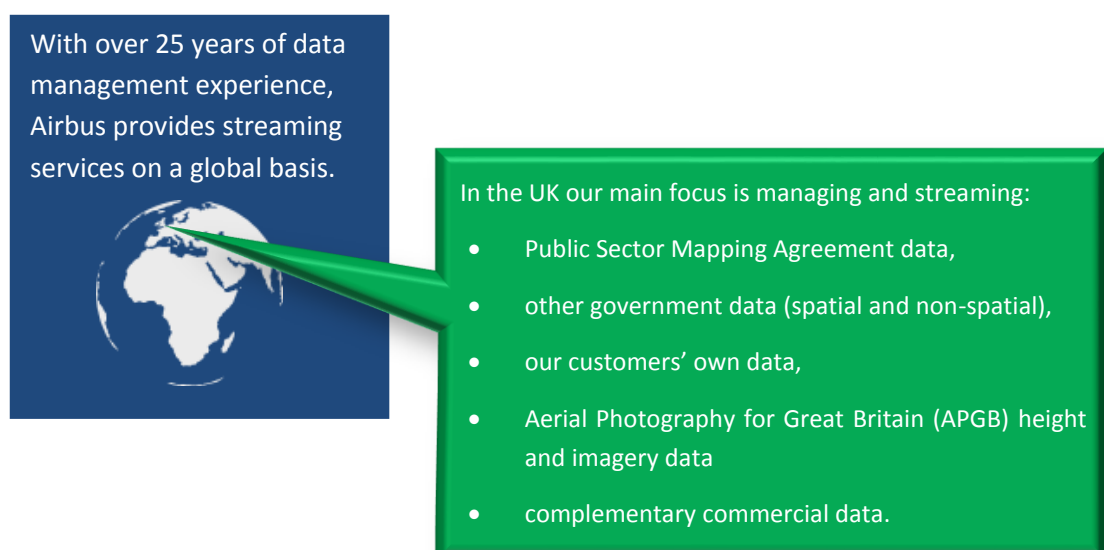 With over 25 years of data
management experience,
Airbus provides streaming
services on a global basis.
In the UK our main focus is managing and streaming:
• Public Sector Mapping Agreement data,
• other government data (spatial and non-spatial),
• our customers’ own data,
• Aerial Photography for Great Britain (APGB) height
and imagery data
• complementary commercial data.